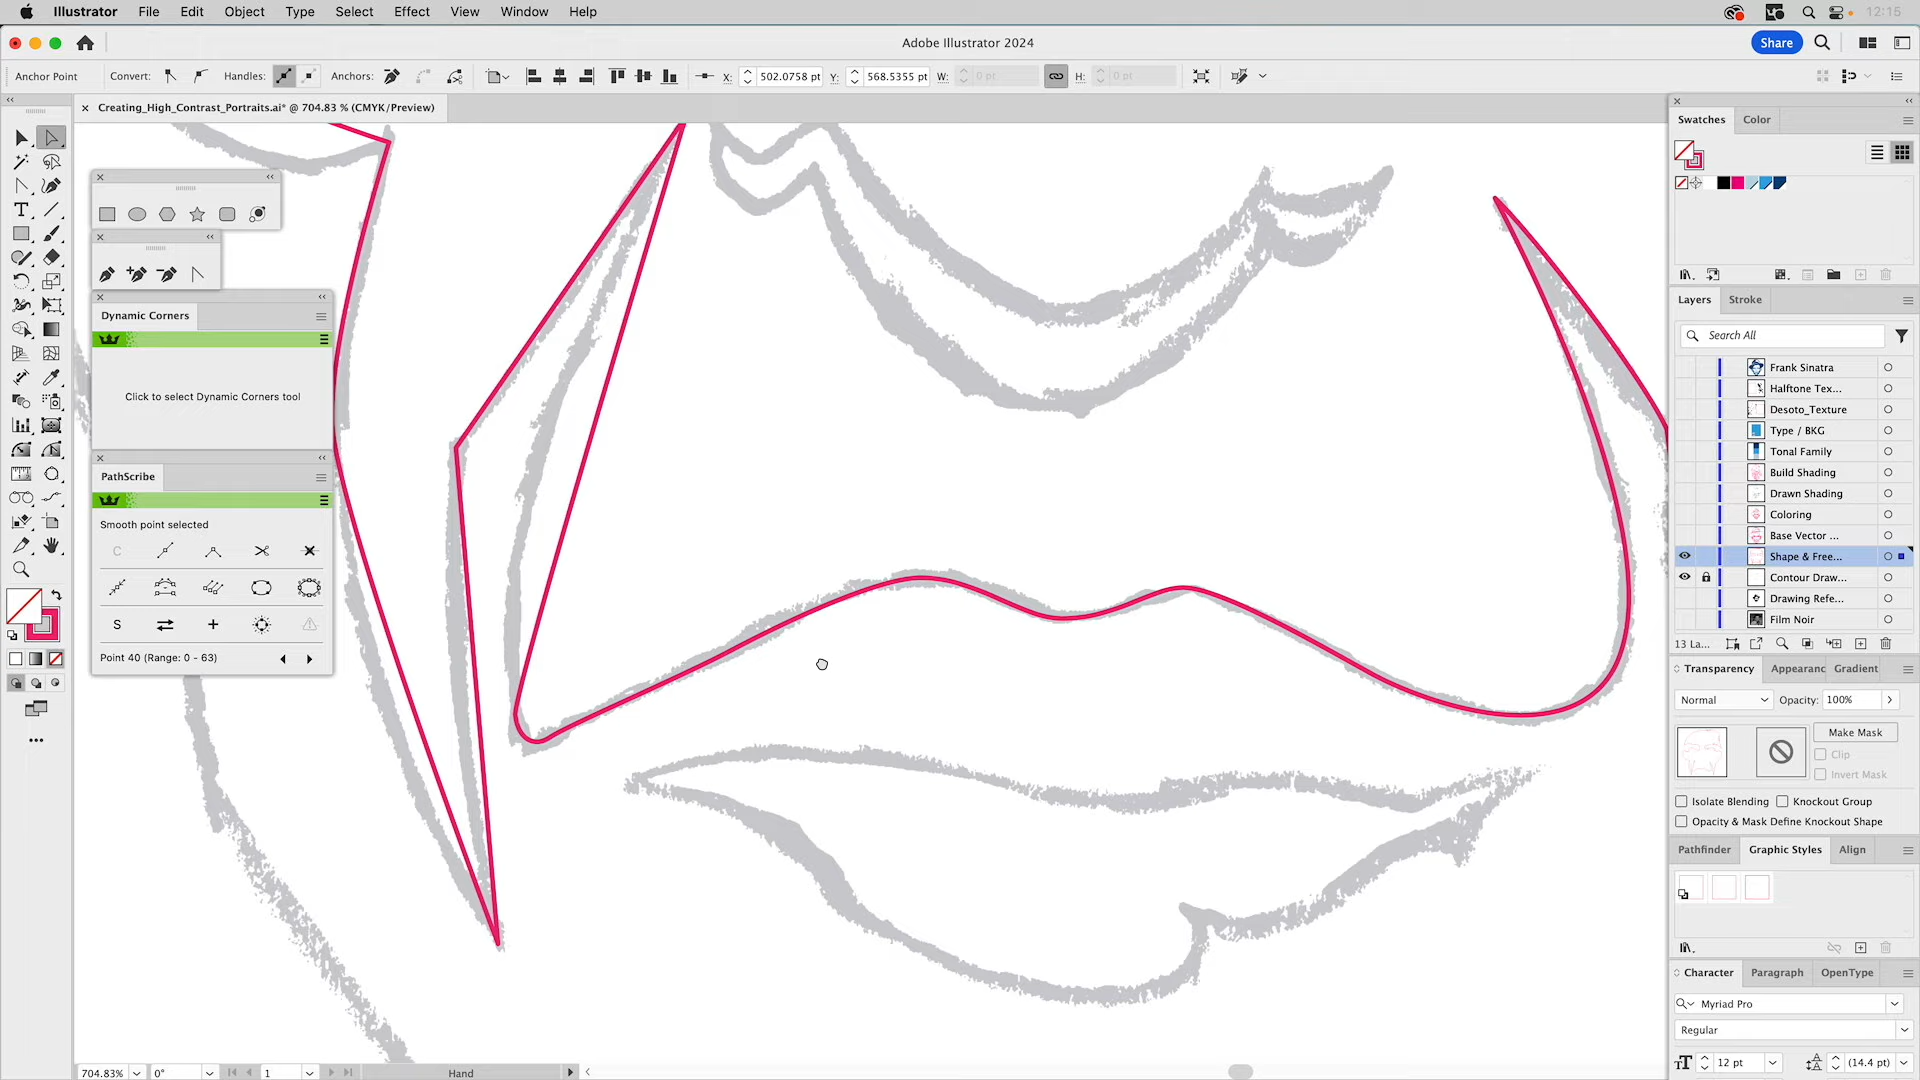 Illustrator File Edit Object Type Select Effect View Window Help 12:15
Adobe Illustrator 2024
Share
Anchor Point Convert: Handles: Anchors: X: 502.0758 pt Y: 568.5355 pt W: 0 pt H: 0 pt
Creating_High_Contrast_Portraits.ai* @ 704.83 % (CMYK/Preview)
Dynamic Corners
Click to select Dynamic Corners tool
PathScribe
Smooth point selected
C
S
Point 40 (Range: 0 - 63)
704.83% 0° 1 Hand
Swatches Color
Layers Stroke
Search All
Frank Sinatra
Halftone Tex...
Desoto_Texture
Type / BKG
Tonal Family
Build Shading
Drawn Shading
Coloring
Base Vector ...
Shape & Free...
Contour Draw...
Drawing Refe...
Film Noir
13 La...
Transparency Appearanc Gradient
Normal Opacity: 100%
Make Mask
Clip
Invert Mask
Isolate Blending Knockout Group
Opacity & Mask Define Knockout Shape
Pathfinder Graphic Styles Align
Character Paragraph OpenType
Myriad Pro
Regular
12 pt (14.4 pt)